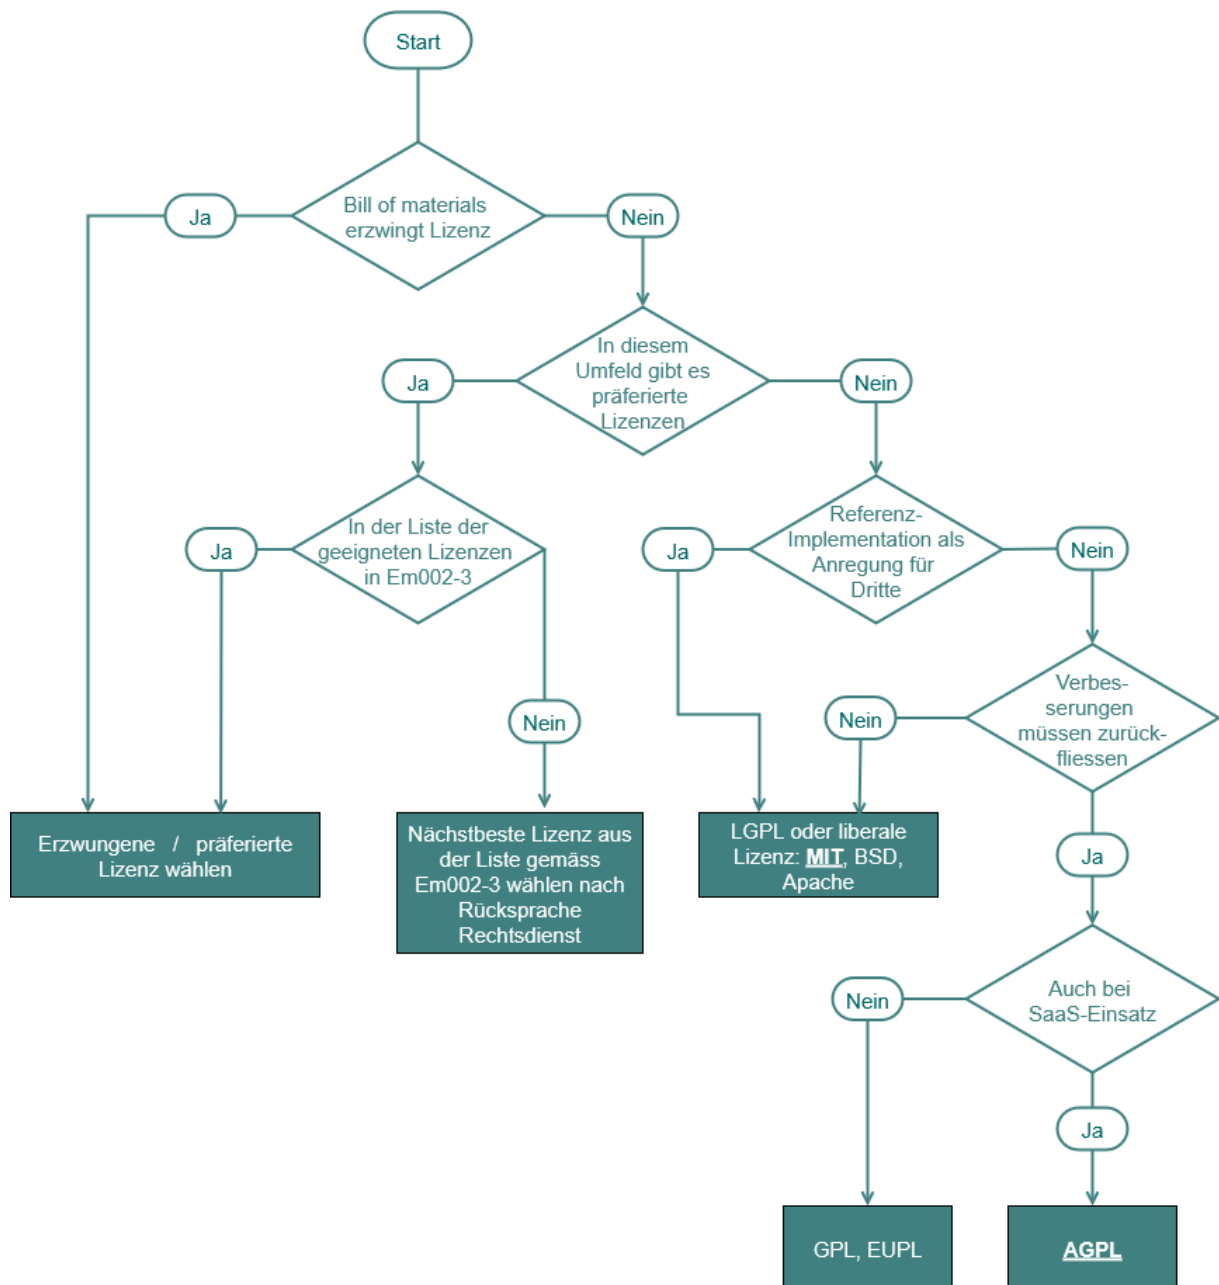 Start
Bill of materials
erzwingt Lizenz
Ja
Nein
In diesem
Umfeld gibt es
präferierte
Lizenzen
Ja
Nein
In der Liste der
geeigneten Lizenzen
in Em002-3
Ja
Nein
Referenz-
Implementation als
Anregung für
Dritte
Ja
Nein
Verbes-
serungen
müssen zurück-
fliessen
Nein
Ja
Erzwungene / präferierte
Lizenz wählen
Nächstbeste Lizenz aus
der Liste gemäss
Em002-3 wählen nach
Rücksprache
Rechtsdienst
LGPL oder liberale
Lizenz: MIT, BSD,
Apache
Auch bei
SaaS-Einsatz
Nein
Ja
GPL, EUPL
AGPL